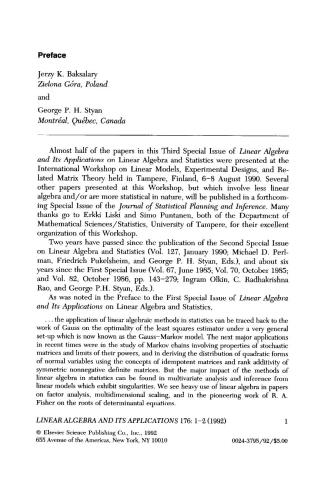 Preface
Jerzy K. Baksalary
Zielona Góra, Poland
and
George P. H. Styan
Montréal, Québec, Canada
Almost half of the papers in this Third Special Issue of Linear Algebra
and Its Applications on Linear Algebra and Statistics were presented at the
International Workshop on Linear Models, Experimental Designs, and Re-
lated Matrix Theory held in Tampere, Finland, 6–8 August 1990. Several
other papers presented at this Workshop, but which involve less linear
algebra and/or are more statistical in nature, will be published in a forthcom-
ing Special Issue of the Journal of Statistical Planning and Inference. Many
thanks go to Erkki Liski and Simo Puntanen, both of the Department of
Mathematical Sciences/Statistics, University of Tampere, for their excellent
organization of this Workshop.
Two years have passed since the publication of the Second Special Issue
on Linear Algebra and Statistics (Vol. 127, January 1990; Michael D. Perl-
man, Friedrich Pukelsheim, and George P. H. Styan, Eds.), and about six
years since the First Special Issue (Vol. 67, June 1985; Vol. 70, October 1985;
and Vol. 82, October 1986, pp. 143–279; Ingram Olkin, C. Radhakrishna
Rao, and George P.H. Styan, Eds.).
As was noted in the Preface to the First Special Issue of Linear Algebra
and Its Applications on Linear Algebra and Statistics,
...the application of linear algebraic methods in statistics can be traced back to the
work of Gauss on the optimality of the least squares estimator under a very general
set-up which is now known as the Gauss–Markov model. The next major applications
in recent times were in the study of Markov chains involving properties of stochastic
matrices and limits of their powers, and in deriving the distribution of quadratic forms
of normal variables using the concepts of idempotent matrices and rank additivity of
symmetric nonnegative definite matrices. But the major impact of the methods of
linear algebra in statistics can be found in multivariate analysis and inference from
linear models which exhibit singularities. We see heavy use of linear algebra in papers
on factor analysis, multidimensional scaling, and in the pioneering work of R. A.
Fisher on the roots of determinantal equations.
LINEAR ALGEBRA AND ITS APPLICATIONS 176: 1–2 (1992) 1
© Elsevier Science Publishing Co., Inc., 1992
655 Avenue of the Americas, New York, NY 10010 0024-3795/92/$5.00